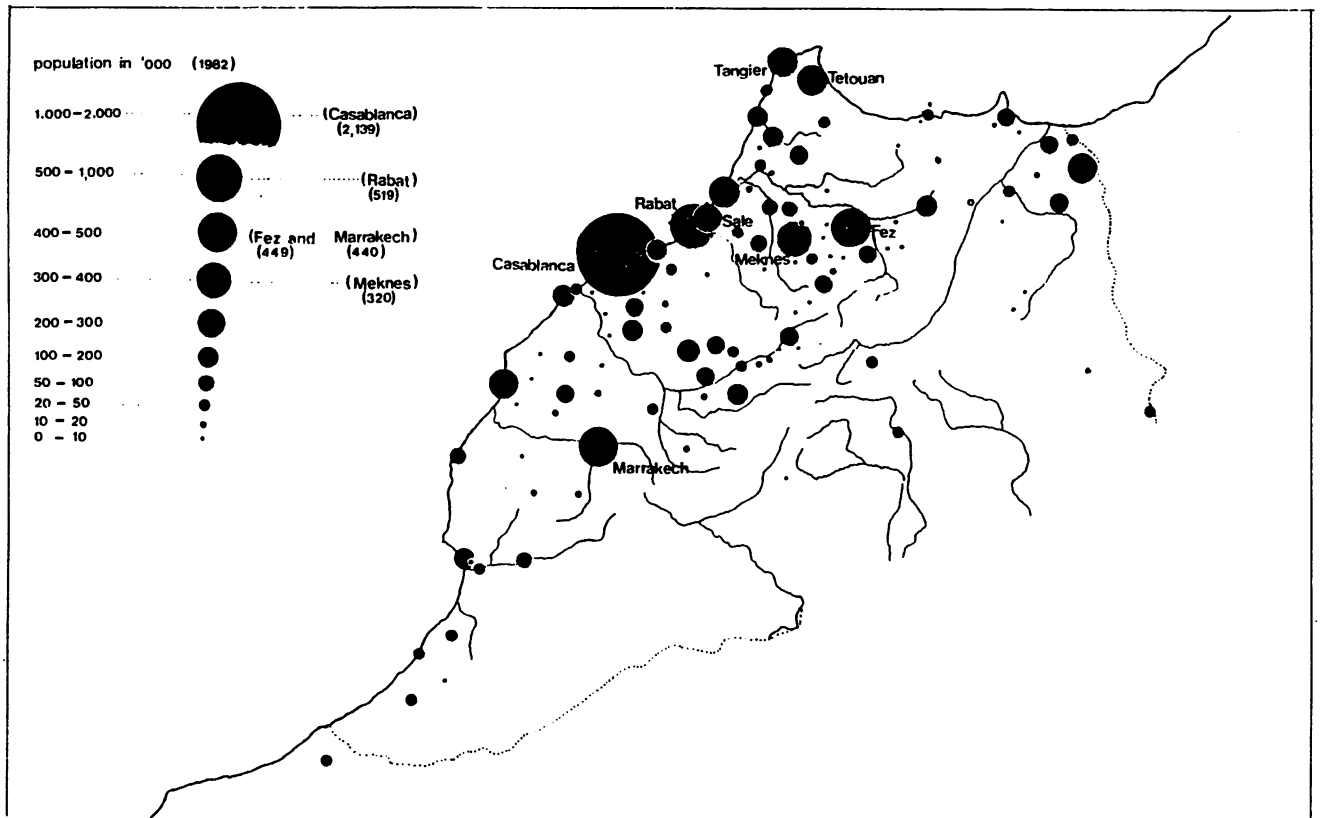 population in '000 (1982)
1.000 – 2.000 (Casablanca)
(2,139)
500 – 1,000 (Rabat)
(519)
400 – 500 (Fez and Marrakech)
(449) (440)
300 – 400 (Meknes)
(320)
200 – 300
100 – 200
50 – 100
20 – 50
10 – 20
0 – 10
Tangier
Tetouan
Rabat
Sale
Fez
Meknes
Casablanca
Marrakech